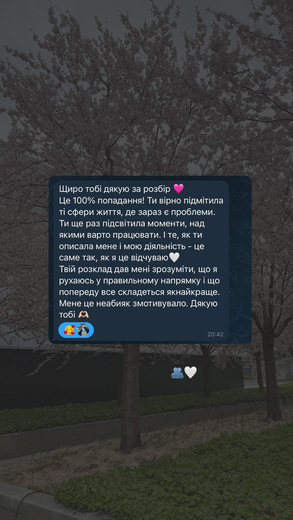 Щиро тобі дякую за розбір 🩷
Це 100% попадання! Ти вірно підмітила
ті сфери життя, де зараз є проблеми.
Ти ще раз підсвітила моменти, над
якими варто працювати. І те, як ти
описала мене і мою діяльність - це
саме так, як я це відчуваю🤍
Твій розклад дав мені зрозуміти, що я
рухаюсь у правильному напрямку і що
попереду все складеться якнайкраще.
Мене це неабияк змотивувало. Дякую
тобі 🫶🏻
20:42